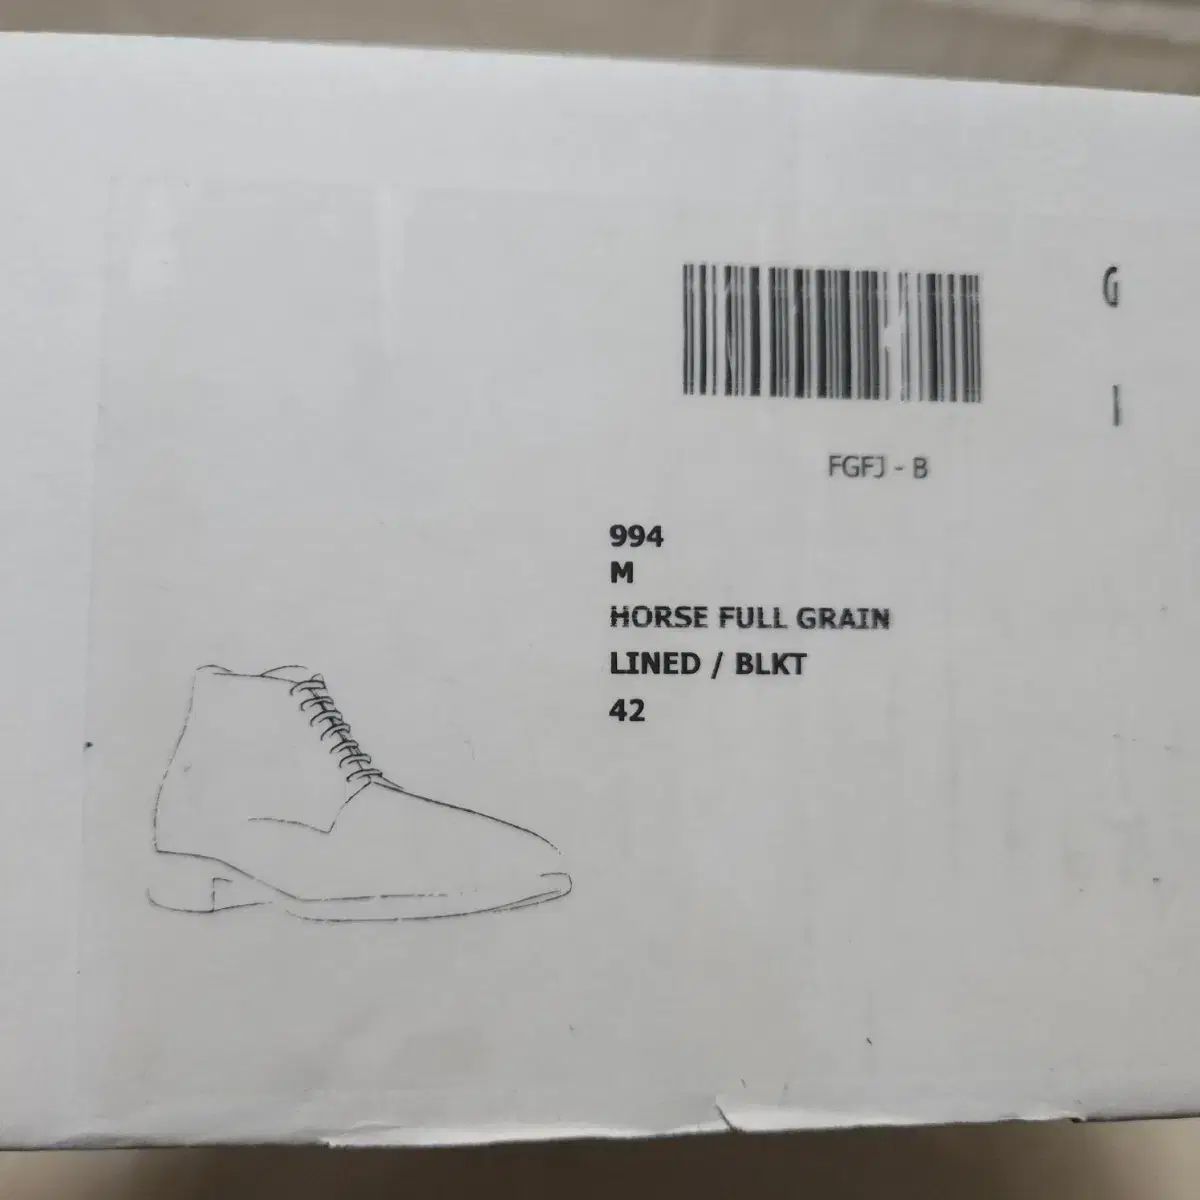 G
I
FGFJ - B
994
M
HORSE FULL GRAIN
LINED / BLKT
42